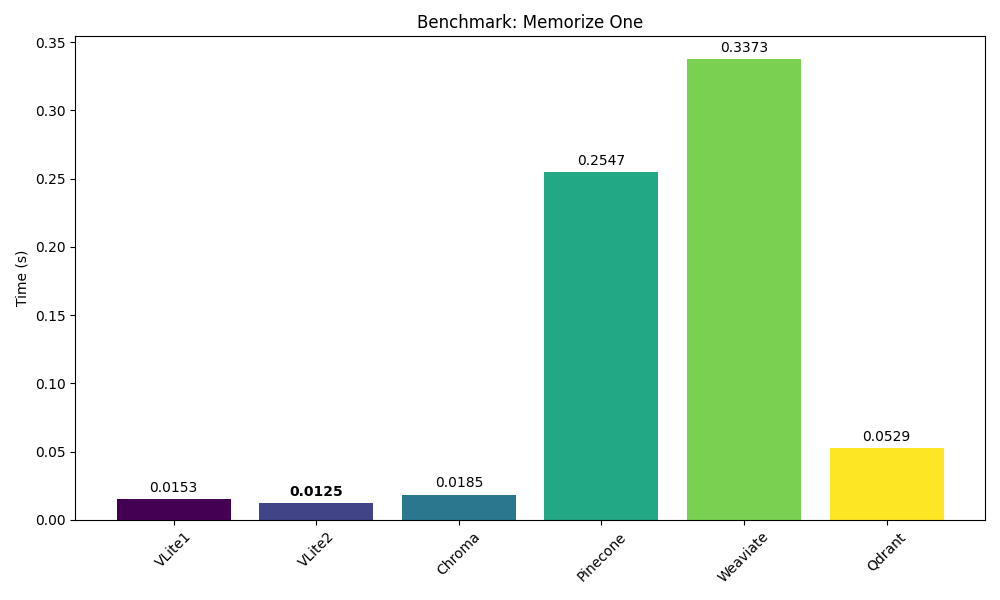 Benchmark: Memorize One
Time (s)
0.35
0.30
0.25
0.20
0.15
0.10
0.05
0.00
0.0153
0.0125
0.0185
0.2547
0.3373
0.0529
VLite1
VLite2
Chroma
Pinecone
Weaviate
Qdrant